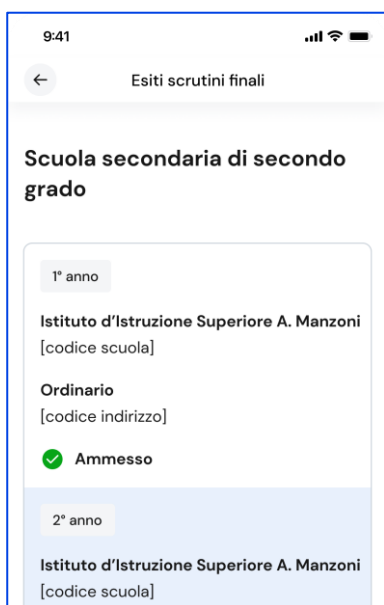 9:41
Esiti scrutini finali
Scuola secondaria di secondo
grado
1° anno
Istituto d'Istruzione Superiore A. Manzoni
[codice scuola]
Ordinario
[codice indirizzo]
Ammesso
2° anno
Istituto d'Istruzione Superiore A. Manzoni
[codice scuola]